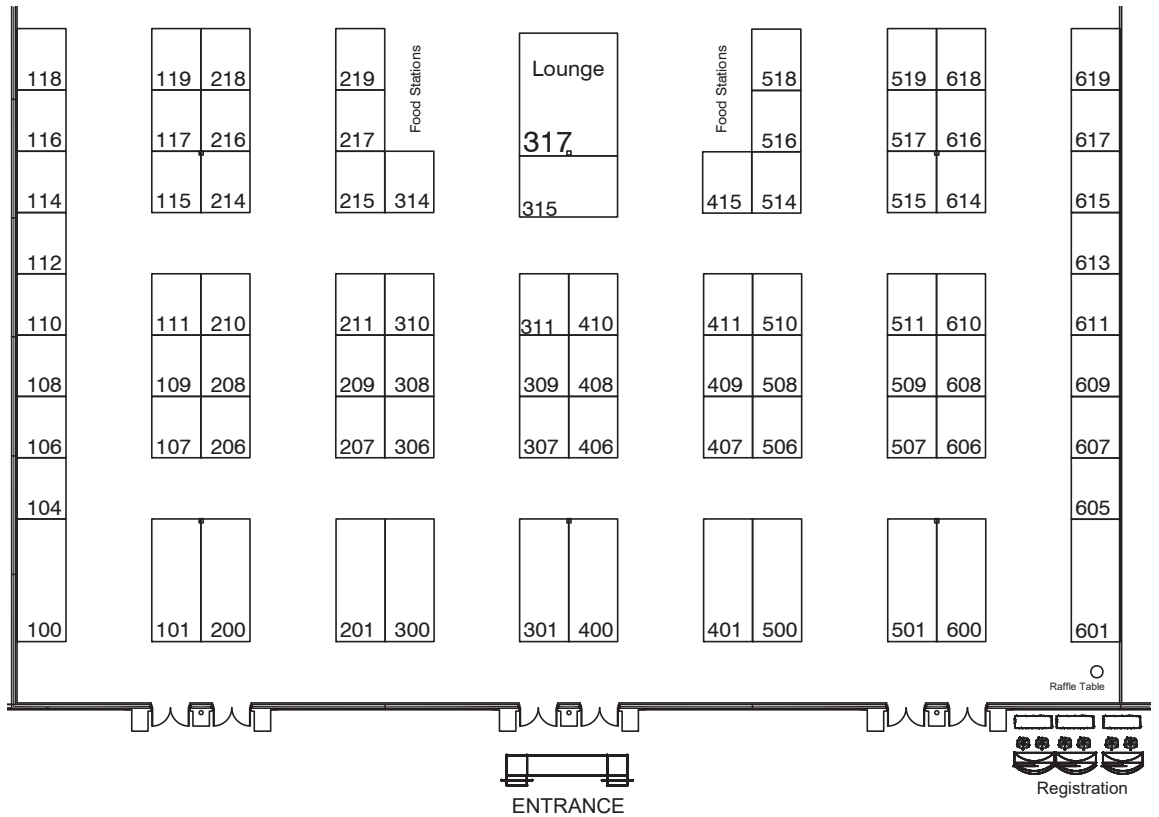 Lounge
Food Stations
Food Stations
118 119 218 219 518 519 618 619
116 117 216 217 317 516 517 616 617
114 115 214 215 314 315 415 514 515 614 615
112 613
110 111 210 211 310 311 410 411 510 511 610 611
108 109 208 209 308 309 408 409 508 509 608 609
106 107 206 207 306 307 406 407 506 507 606 607
104 605
100 101 200 201 300 301 400 401 500 501 600 601
Raffle Table
Registration
ENTRANCE